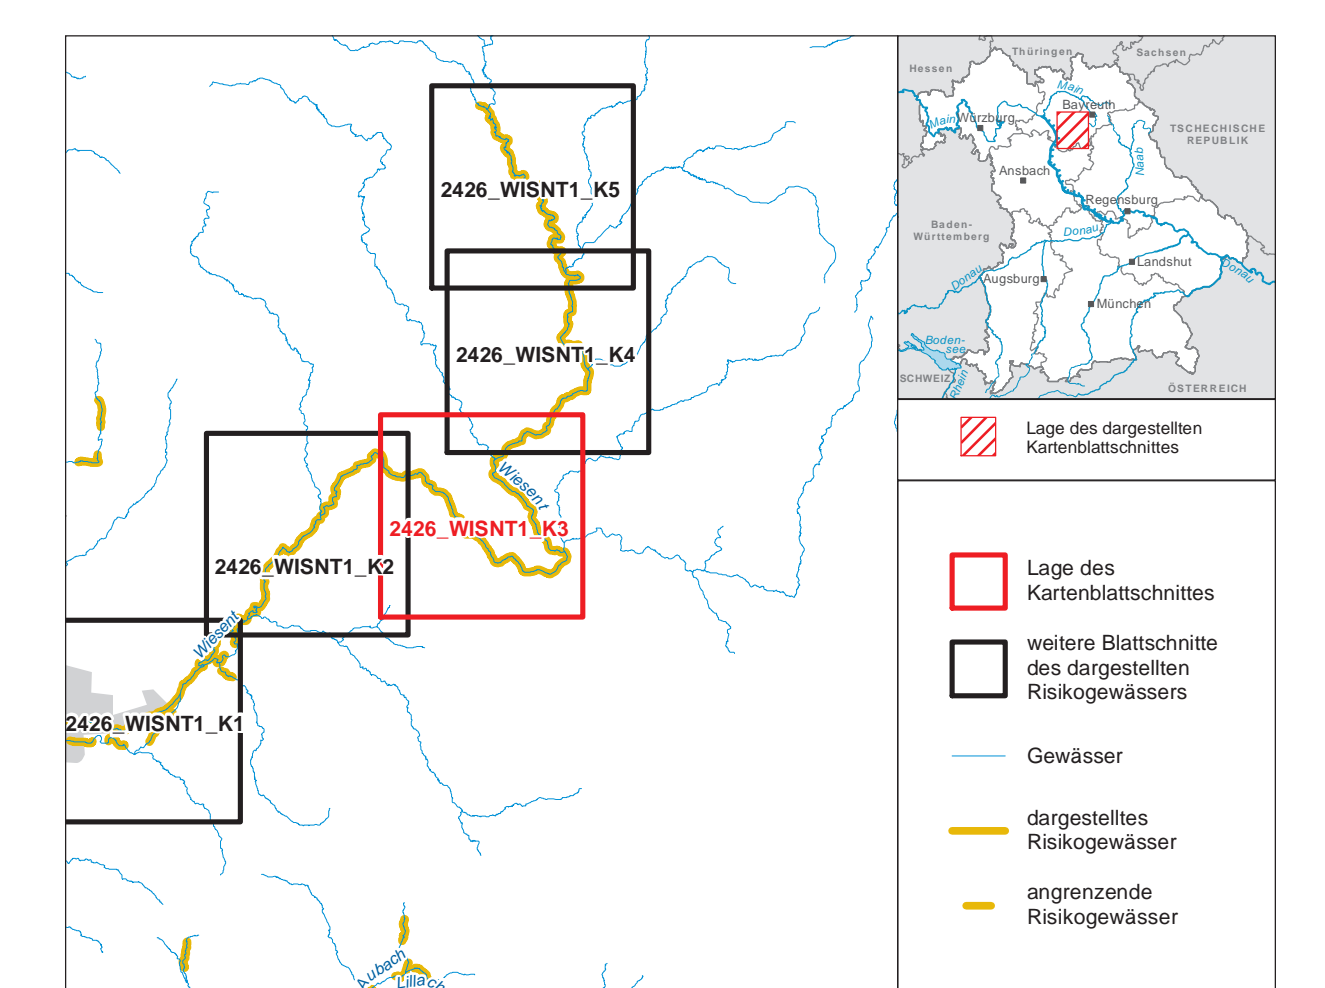 2426_WISNT1_K5
2426_WISNT1_K4
Wiesent
2426_WISNT1_K3
2426_WISNT1_K2
Wiesent
2426_WISNT1_K1
Aubach
Lillach
Thüringen
Sachsen
Hessen
Main
Bayreuth
Main
Würzburg
TSCHECHISCHE
REPUBLIK
Naab
Ansbach
Regensburg
Baden-
Württemberg
Donau
Landshut
Donau
Augsburg
Donau
München
Boden-
see
SCHWEIZ
Rhein
ÖSTERREICH
Lage des dargestellten
Kartenblattschnittes
Lage des
Kartenblattschnittes
weitere Blattschnitte
des dargestellten
Risikogewässers
Gewässer
dargestelltes
Risikogewässer
angrenzende
Risikogewässer